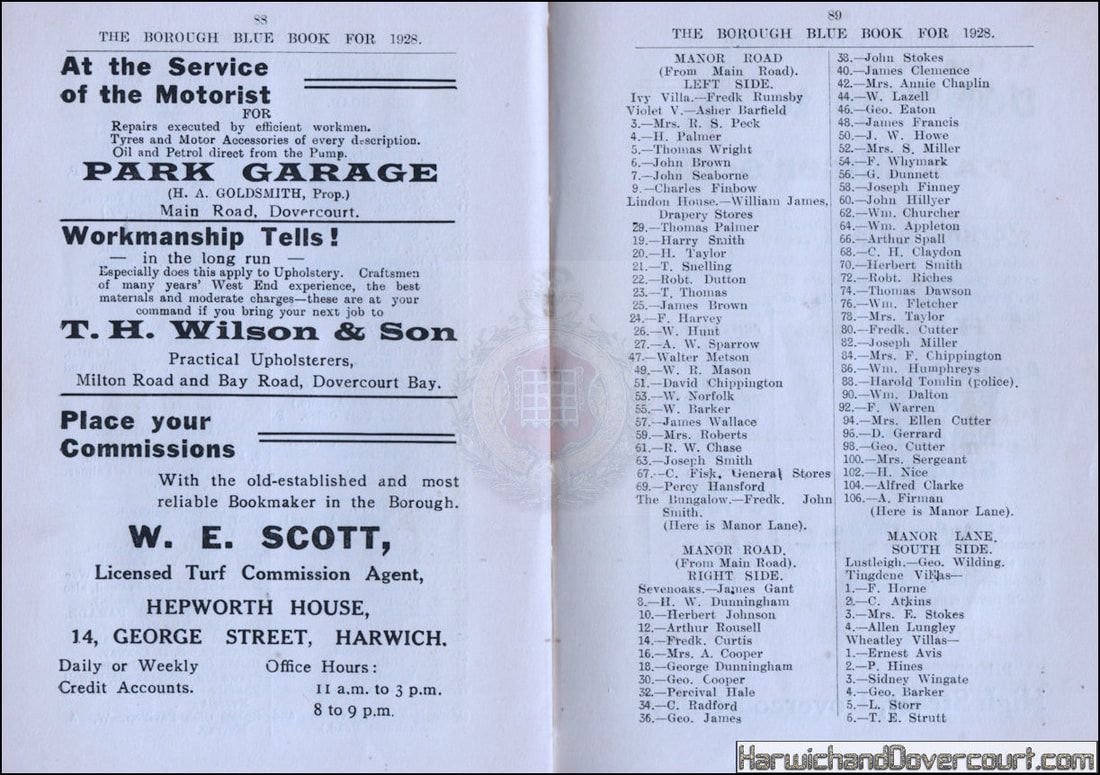 88
THE BOROUGH BLUE BOOK FOR 1928.
At the Service
of the Motorist
FOR
Repairs executed by efficient workmen.
Tyres and Motor Accessories of every description.
Oil and Petrol direct from the Pump.
PARK GARAGE
(H. A. GOLDSMITH, Prop.)
Main Road, Dovercourt.
Workmanship Tells!
— in the long run —
Especially does this apply to Upholstery. Craftsmen
of many years' West End experience, the best
materials and moderate charges—these are at your
command if you bring your next job to
T. H. Wilson & Son
Practical Upholsterers,
Milton Road and Bay Road, Dovercourt Bay.
Place your
Commissions
With the old-established and most
reliable Bookmaker in the Borough.
W. E. SCOTT,
Licensed Turf Commission Agent,
HEPWORTH HOUSE,
14, GEORGE STREET, HARWICH.
Daily or Weekly
Credit Accounts.
Office Hours:
11 a.m. to 3 p.m.
8 to 9 p.m.
89
THE BOROUGH BLUE BOOK FOR 1928.
MANOR ROAD
(From Main Road).
LEFT SIDE.
Ivy Villa.—Fredk Rumsby
Violet V.—Asher Barfield
3.—Mrs. R. S. Peck
4.—H. Palmer
5.—Thomas Wright
6.—John Brown
7.—John Seaborne
9.—Charles Finbow
Lindon House.—William James,
Drapery Stores
29.—Thomas Palmer
19.—Harry Smith
20.—H. Taylor
21.—T. Snelling
22.—Robt. Dutton
23.—T. Thomas
25.—James Brown
24.—F. Harvey
26.—W. Hunt
27.—A. W. Sparrow
47.—Walter Metson
49.—W. R. Mason
51.—David Chippington
53.—W. Norfolk
55.—W. Barker
57.—James Wallace
59.—Mrs. Roberts
61.—R. W. Chase
63.—Joseph Smith
67.—C. Fisk, General Stores
69.—Percy Hansford
The Bungalow.—Fredk. John
Smith.
(Here is Manor Lane).
MANOR ROAD.
(From Main Road).
RIGHT SIDE.
Sevenoaks.—James Gant
8.—H. W. Dunningham
10.—Herbert Johnson
12.—Arthur Rousell
14.—Fredk. Curtis
16.—Mrs. A. Cooper
18.—George Dunningham
30.—Geo. Cooper
32.—Percival Hale
34.—C. Radford
36.—Geo. James
38.—John Stokes
40.—James Clemence
42.—Mrs. Annie Chaplin
44.—W. Lazell
46.—Geo. Eaton
48.—James Francis
50.—J. W. Howe
52.—Mrs. S. Miller
54.—F. Whymark
56.—G. Dunnett
58.—Joseph Finney
60.—John Hillyer
62.—Wm. Churcher
64.—Wm. Appleton
66.—Arthur Spall
68.—C. H. Claydon
70.—Herbert Smith
72.—Robt. Riches
74.—Thomas Dawson
76.—Wm. Fletcher
78.—Mrs. Taylor
80.—Fredk. Cutter
82.—Joseph Miller
84.—Mrs. F. Chippington
86.—Wm. Humphreys
88.—Harold Tomlin (police).
90.—Wm. Dalton
92.—F. Warren
94.—Mrs. Ellen Cutter
96.—D. Gerrard
98.—Geo. Cutter
100.—Mrs. Sergeant
102.—H. Nice
104.—Alfred Clarke
106.—A. Firman
(Here is Manor Lane).
MANOR LANE.
SOUTH SIDE.
Lustleigh.—Geo. Wilding.
Tingdene Villas—
1.—F. Horne
2.—C. Atkins
3.—Mrs. E. Stokes
4.—Allen Lungley
Wheatley Villas—
1.—Ernest Avis
2.—P. Hines
3.—Sidney Wingate
4.—Geo. Barker
5.—L. Storr
6.—T. E. Strutt
HarwichandDovercourt.com